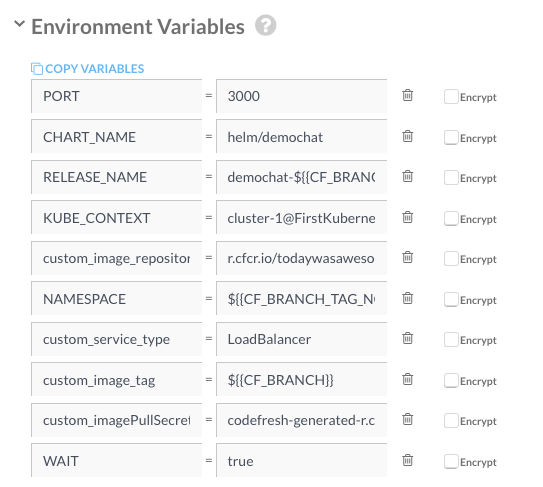 Environment Variables ?
COPY VARIABLES
PORT = 3000 Encrypt
CHART_NAME = helm/demochat Encrypt
RELEASE_NAME = demochat-${{CF_BRANC Encrypt
KUBE_CONTEXT = cluster-1@FirstKuberne Encrypt
custom_image_repositor = r.cfcr.io/todaywasaweso Encrypt
NAMESPACE = ${{CF_BRANCH_TAG_N Encrypt
custom_service_type = LoadBalancer Encrypt
custom_image_tag = ${{CF_BRANCH}} Encrypt
custom_imagePullSecret = codefresh-generated-r.c Encrypt
WAIT = true Encrypt